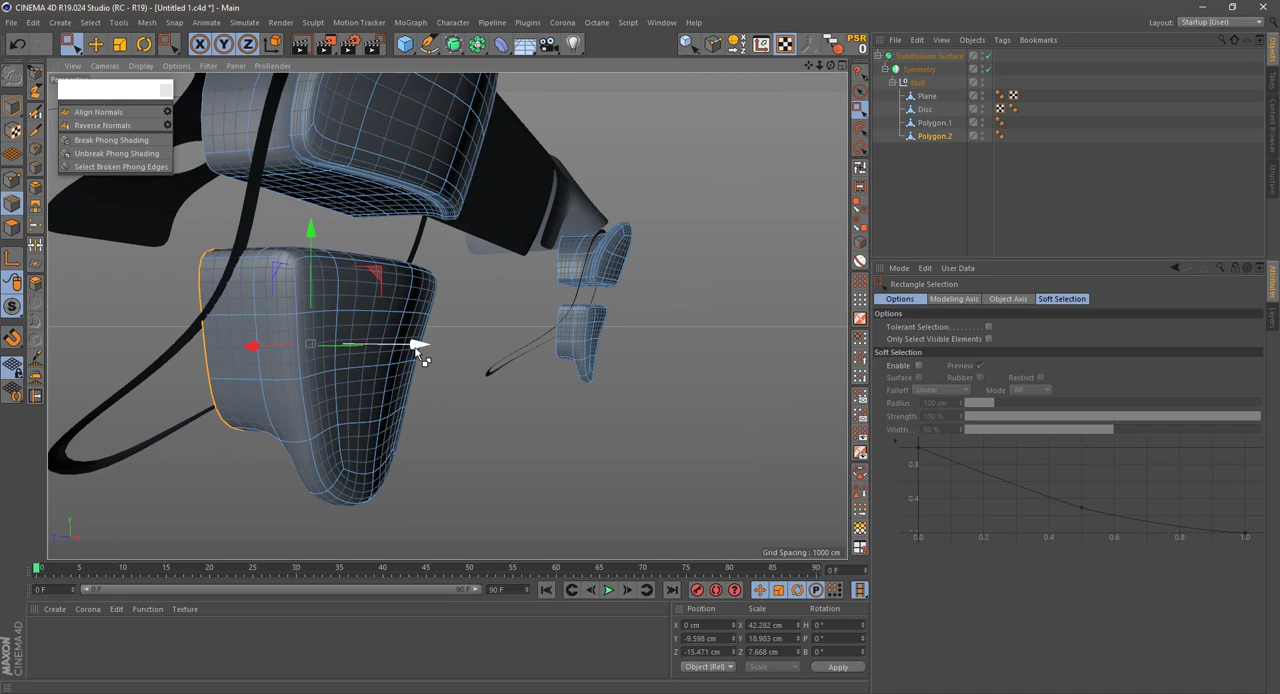 CINEMA 4D R19.024 Studio (RC - R19) - [Untitled 1.c4d *] - Main
File Edit Create Select Tools Mesh Snap Animate Simulate Render Sculpt Motion Tracker MoGraph Character Pipeline Plugins Corona Octane Script Window Help
Layout: Startup (User)
X Y Z
PSR
0
View Cameras Display Options Filter Panel ProRender
Align Normals
Reverse Normals
Break Phong Shading
Unbreak Phong Shading
Select Broken Phong Edges
Y
Z X
Grid Spacing : 1000 cm
File Edit View Objects Tags Bookmarks
Subdivision Surface
Symmetry
Null
Plane
Disc
Polygon.1
Polygon.2
Mode Edit User Data
Rectangle Selection
Options Modeling Axis Object Axis Soft Selection
Options
Tolerant Selection
Only Select Visible Elements
Soft Selection
Enable Preview
Surface Rubber Restrict
Falloff Linear Mode All
Radius 100 cm
Strength 100 %
Width... 50 %
0.8
0.4
0.0 0.2 0.4 0.6 0.8 1.0
Objects
Takes
Content Browser
Structure
Attributes
Layers
0 5 10 15 20 25 30 35 40 45 50 55 60 65 70 75 80 85 90
0 F
0 F 0 F 90 F 90 F
Create Corona Edit Function Texture
Position Scale Rotation
X 0 cm X 42.282 cm H 0 °
Y -9.598 cm Y 18.983 cm P 0 °
Z -15.471 cm Z 7.668 cm B 0 °
Object (Rel) Scale Apply
MAXON
CINEMA 4D